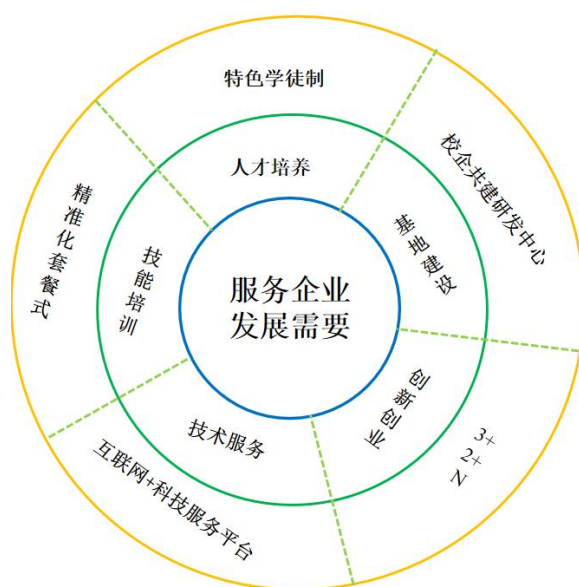 特色学徒制
人才培养
校企共建研发中心
基地建设
精准化套餐式
技能培训
服务企业
发展需要
创新创业
3+
2+
N
技术服务
互联网+科技服务平台